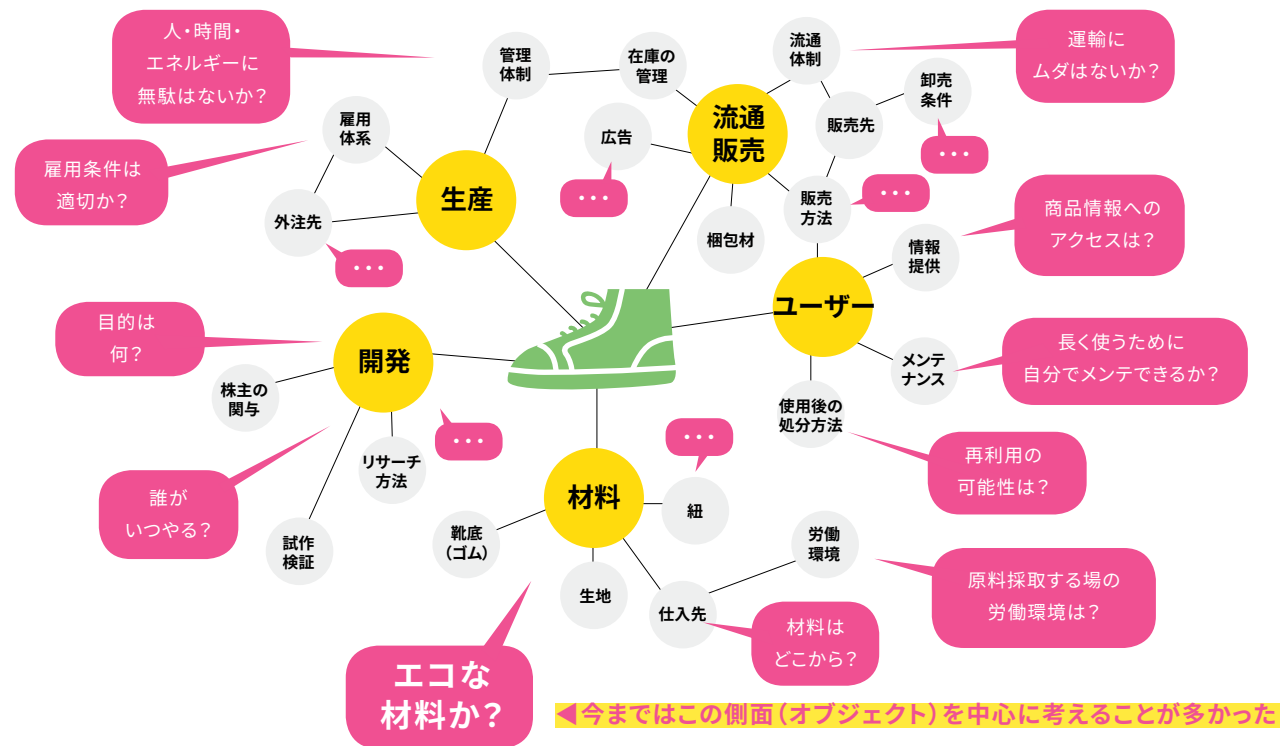 人・時間・
エネルギーに
無駄はないか？
管理
体制
在庫の
管理
流通
体制
運輸に
ムダはないか？
卸売
条件
雇用
体系
広告
流通
販売
販売先
・・・
雇用条件は
適切か？
生産
・・・
販売
方法
・・・
外注先
梱包材
情報
提供
商品情報への
アクセスは？
・・・
ユーザー
目的は
何？
開発
メンテ
ナンス
長く使うために
自分でメンテできるか？
株主の
関与
使用後の
処分方法
・・・
・・・
リサーチ
方法
再利用の
可能性は？
誰が
いつやる？
材料
紐
試作
検証
靴底
（ゴム）
労働
環境
生地
仕入先
原料採取する場の
労働環境は？
材料は
どこから？
エコな
材料か？
◀今まではこの側面（オブジェクト）を中心に考えることが多かった